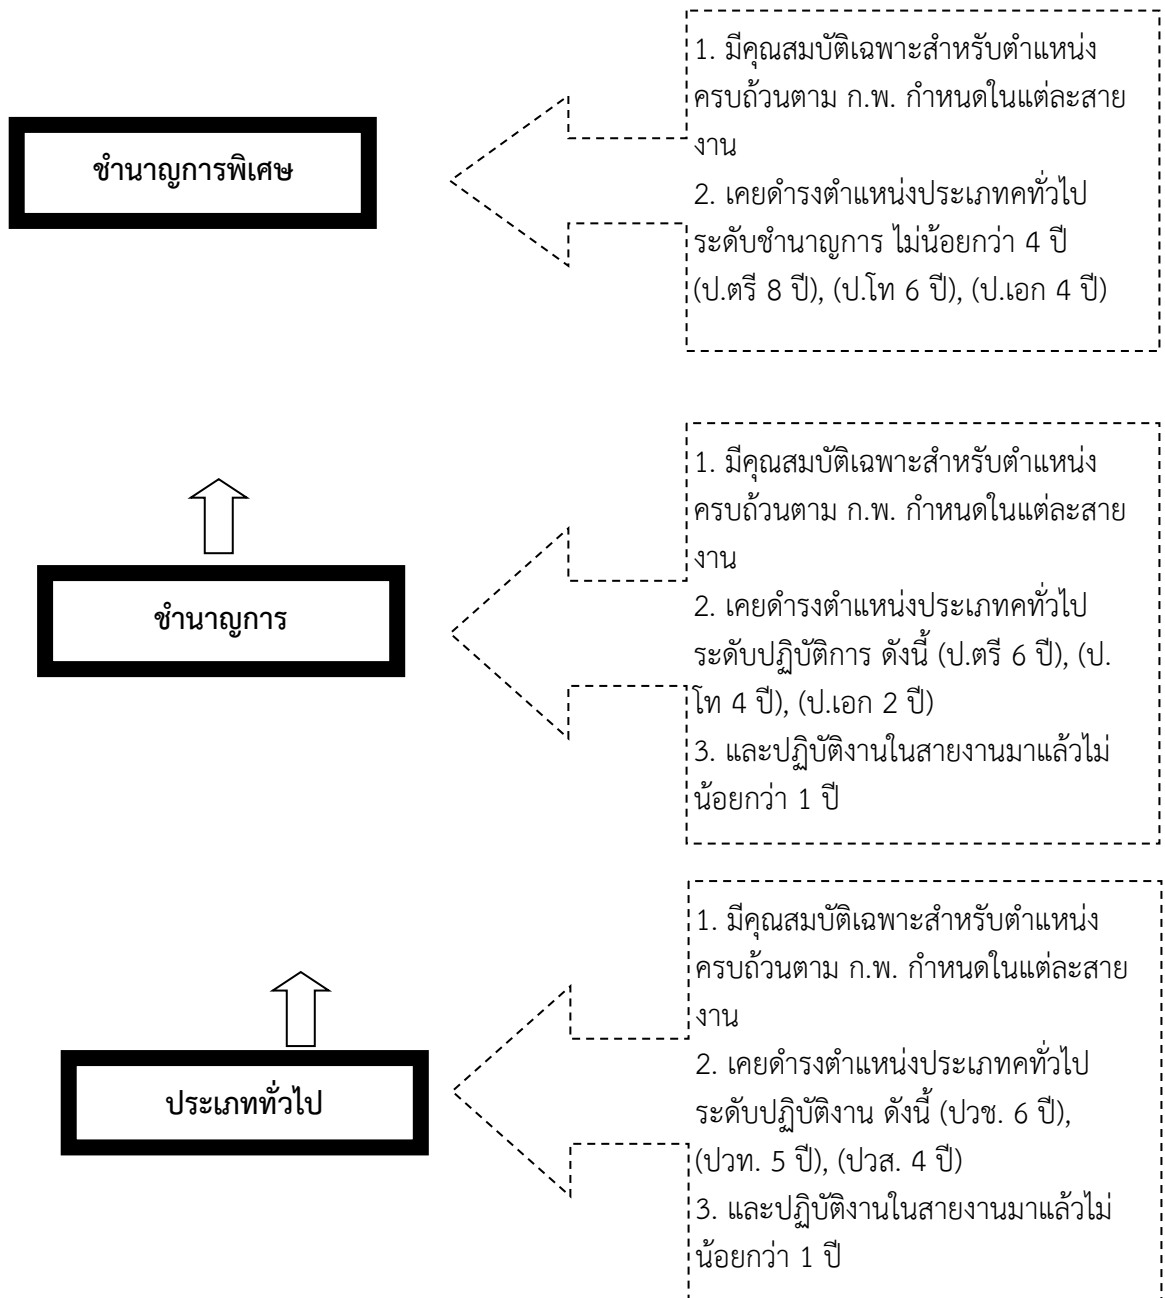 1. มีคุณสมบัติเฉพาะสำหรับตำแหน่ง
ครบถ้วนตาม ก.พ. กำหนดในแต่ละสาย
งาน
2. เคยดำรงตำแหน่งประเภทคทั่วไป
ระดับชำนาญการ ไม่น้อยกว่า 4 ปี
(ป.ตรี 8 ปี), (ป.โท 6 ปี), (ป.เอก 4 ปี)
ชำนาญการพิเศษ
1. มีคุณสมบัติเฉพาะสำหรับตำแหน่ง
ครบถ้วนตาม ก.พ. กำหนดในแต่ละสาย
งาน
2. เคยดำรงตำแหน่งประเภทคทั่วไป
ระดับปฏิบัติการ ดังนี้ (ป.ตรี 6 ปี), (ป.
โท 4 ปี), (ป.เอก 2 ปี)
3. และปฏิบัติงานในสายงานมาแล้วไม่
น้อยกว่า 1 ปี
ชำนาญการ
1. มีคุณสมบัติเฉพาะสำหรับตำแหน่ง
ครบถ้วนตาม ก.พ. กำหนดในแต่ละสาย
งาน
2. เคยดำรงตำแหน่งประเภทคทั่วไป
ระดับปฏิบัติงาน ดังนี้ (ปวช. 6 ปี),
(ปวท. 5 ปี), (ปวส. 4 ปี)
3. และปฏิบัติงานในสายงานมาแล้วไม่
น้อยกว่า 1 ปี
ประเภททั่วไป